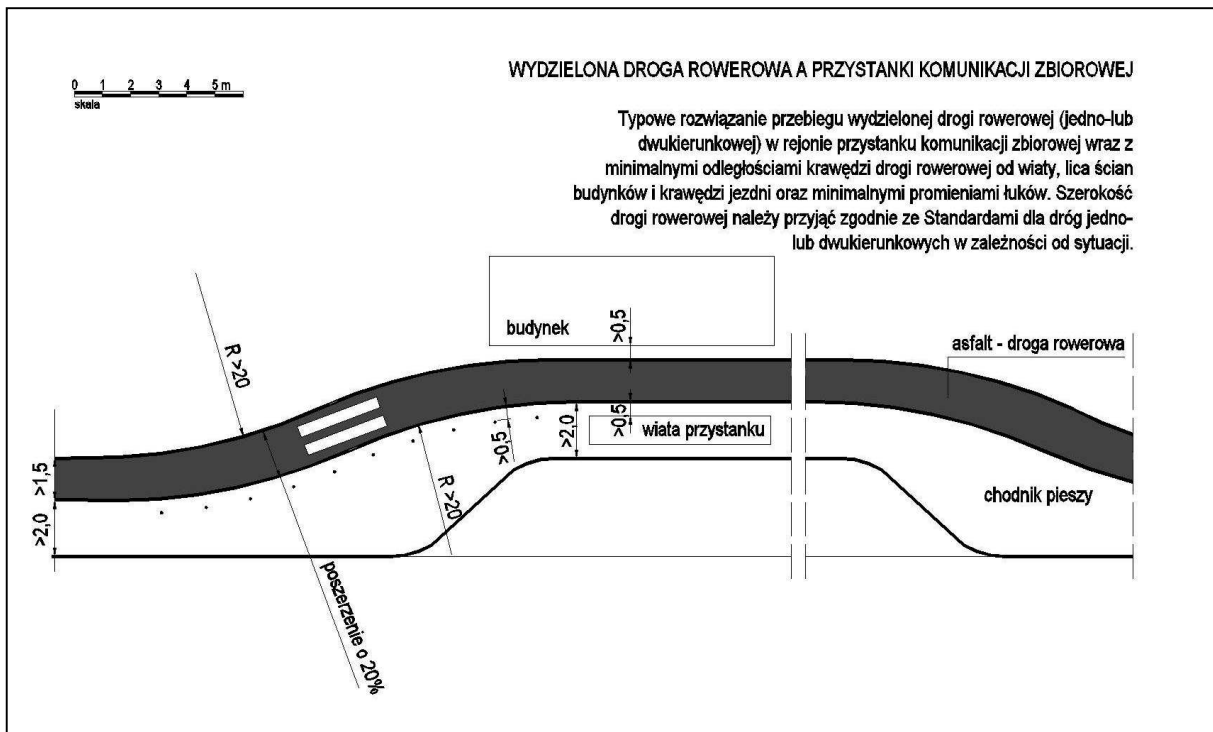 0 1 2 3 4 5 m
skala
WYDZIELONA DROGA ROWEROWA A PRZYSTANKI KOMUNIKACJI ZBIOROWEJ
Typowe rozwiązanie przebiegu wydzielonej drogi rowerowej (jedno-lub
dwukierunkowej) w rejonie przystanku komunikacji zbiorowej wraz z
minimalnymi odległościami krawędzi drogi rowerowej od wiaty, lica ścian
budynków i krawędzi jezdni oraz minimalnymi promieniami łuków. Szerokość
drogi rowerowej należy przyjąć zgodnie ze Standardami dla dróg jedno-
lub dwukierunkowych w zależności od sytuacji.
budynek
>0,5
asfalt - droga rowerowa
R >20
>0,5
>2,0
>0,5
wiata przystanku
>1,5
R >20
chodnik pieszy
>2,0
poszerzenie o 20%